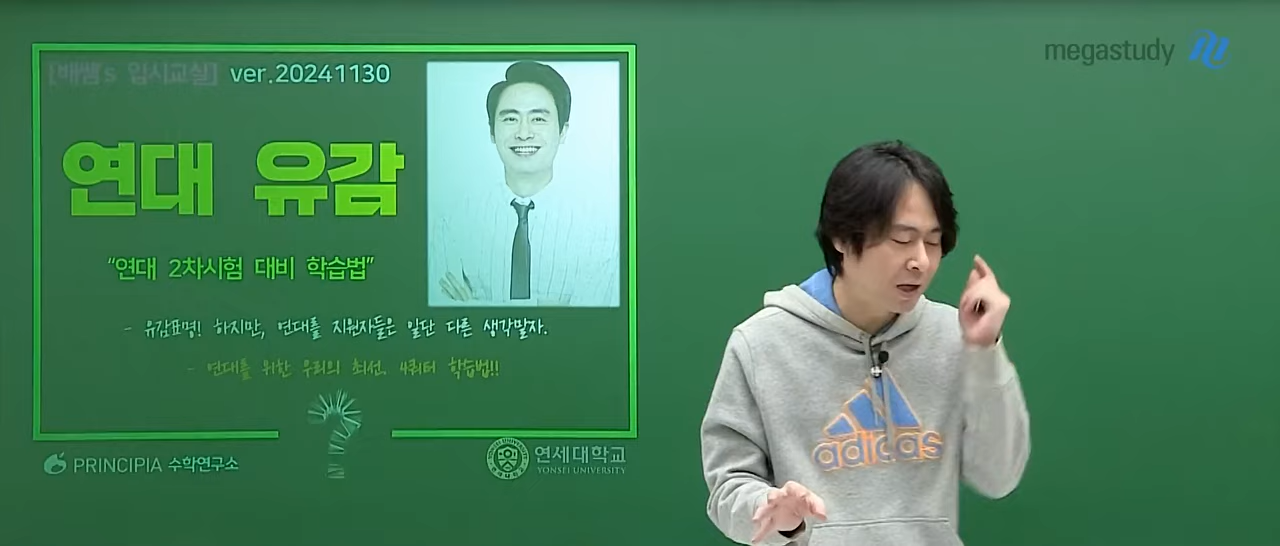 [배쌤's 입시교실] ver.20241130
megastudy
연대 유감
“연대 2차시험 대비 학습법”
- 유감표명! 하지만, 연대를 지원자들은 일단 다른 생각말자.
- 연대를 위한 우리의 최선. 4쿼터 학습법!!
PRINCIPIA 수학연구소
연세대학교
YONSEI UNIVERSITY
adidas